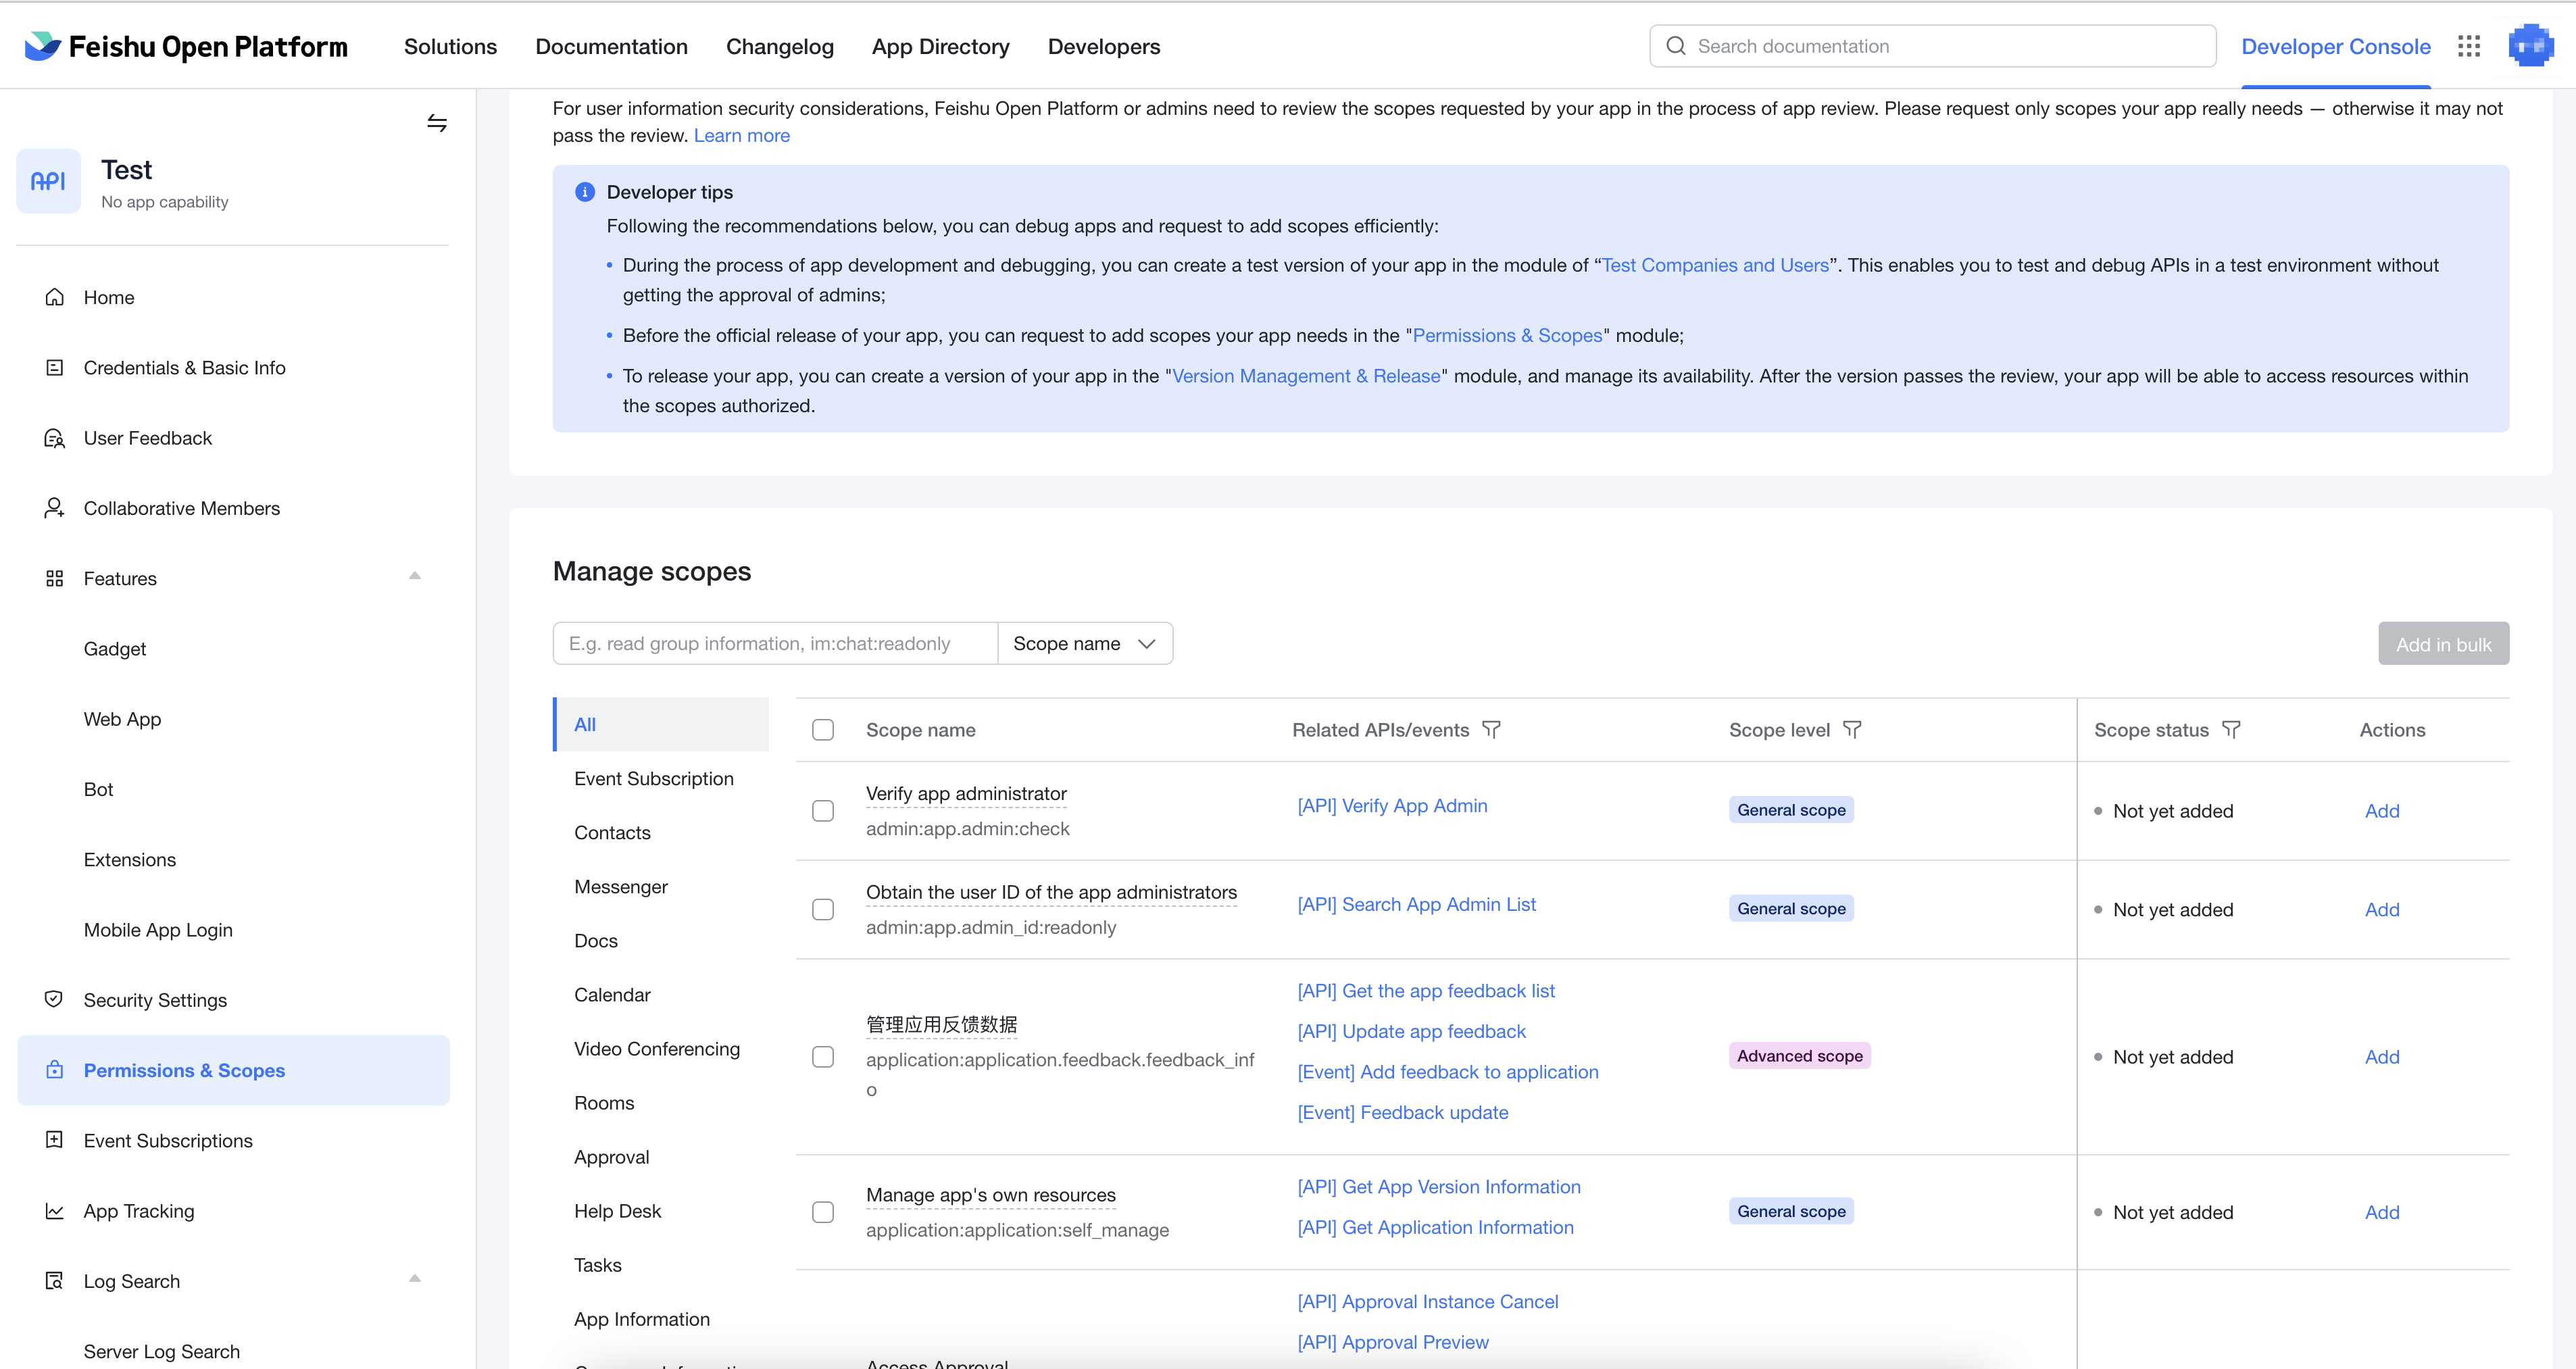 Feishu Open Platform
Solutions
Documentation
Changelog
App Directory
Developers
Search documentation
Developer Console
API
Test
No app capability
Home
Credentials & Basic Info
User Feedback
Collaborative Members
Features
Gadget
Web App
Bot
Extensions
Mobile App Login
Security Settings
Permissions & Scopes
Event Subscriptions
App Tracking
Log Search
Server Log Search
For user information security considerations, Feishu Open Platform or admins need to review the scopes requested by your app in the process of app review. Please request only scopes your app really needs — otherwise it may not
pass the review. Learn more
Developer tips
Following the recommendations below, you can debug apps and request to add scopes efficiently:
• During the process of app development and debugging, you can create a test version of your app in the module of “Test Companies and Users”. This enables you to test and debug APIs in a test environment without
getting the approval of admins;
• Before the official release of your app, you can request to add scopes your app needs in the "Permissions & Scopes" module;
• To release your app, you can create a version of your app in the "Version Management & Release" module, and manage its availability. After the version passes the review, your app will be able to access resources within
the scopes authorized.
Manage scopes
E.g. read group information, im:chat:readonly
Scope name
Add in bulk
All
Event Subscription
Contacts
Messenger
Docs
Calendar
Video Conferencing
Rooms
Approval
Help Desk
Tasks
App Information
Scope name
Related APIs/events
Scope level
Scope status
Actions
Verify app administrator
admin:app.admin:check
[API] Verify App Admin
General scope
Not yet added
Add
Obtain the user ID of the app administrators
admin:app.admin_id:readonly
[API] Search App Admin List
General scope
Not yet added
Add
管理应用反馈数据
application:application.feedback.feedback_inf
o
[API] Get the app feedback list
[API] Update app feedback
[Event] Add feedback to application
[Event] Feedback update
Advanced scope
Not yet added
Add
Manage app's own resources
application:application:self_manage
[API] Get App Version Information
[API] Get Application Information
General scope
Not yet added
Add
[API] Approval Instance Cancel
[API] Approval Preview
Access Approval